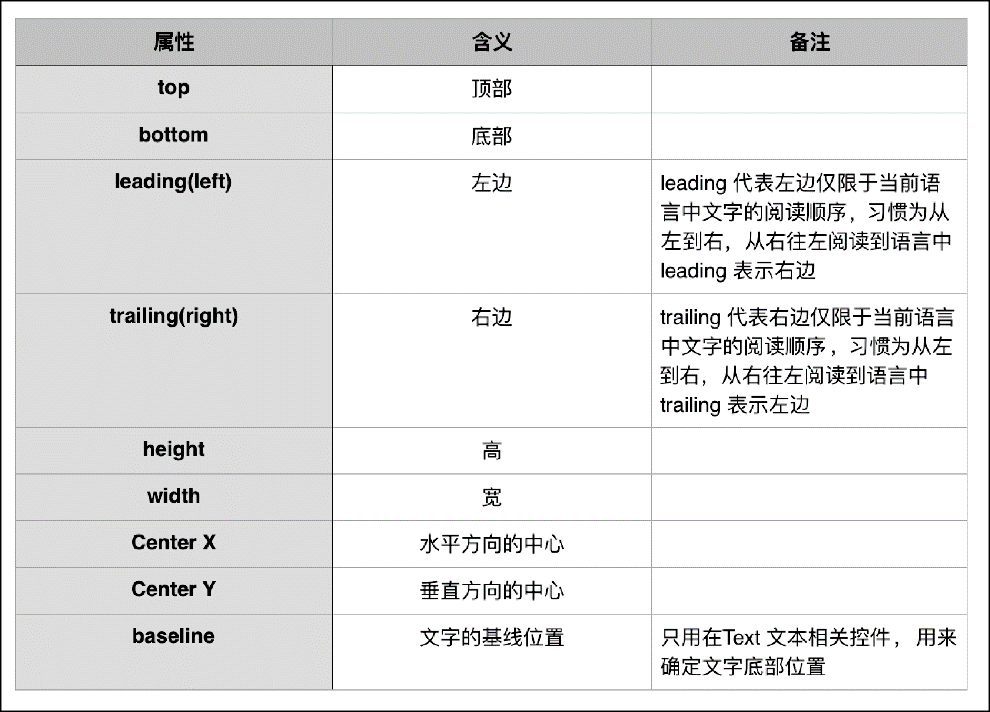 属性 含义 备注
top 顶部
bottom 底部
leading(left) 左边 leading 代表左边仅限于当前语
言中文字的阅读顺序，习惯为从
左到右，从右往左阅读到语言中
leading 表示右边
trailing(right) 右边 trailing 代表右边仅限于当前语言
中文字的阅读顺序，习惯为从左
到右，从右往左阅读到语言中
trailing 表示左边
height 高
width 宽
Center X 水平方向的中心
Center Y 垂直方向的中心
baseline 文字的基线位置 只用在Text 文本相关控件， 用来
确定文字底部位置